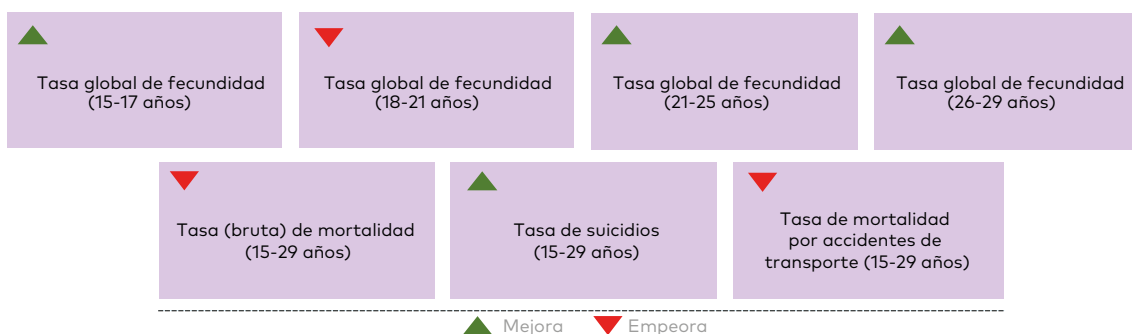 Tasa global de fecundidad
(15-17 años)
Tasa global de fecundidad
(18-21 años)
Tasa global de fecundidad
(21-25 años)
Tasa global de fecundidad
(26-29 años)
Tasa (bruta) de mortalidad
(15-29 años)
Tasa de suicidios
(15-29 años)
Tasa de mortalidad
por accidentes de
transporte (15-29 años)
Mejora
Empeora